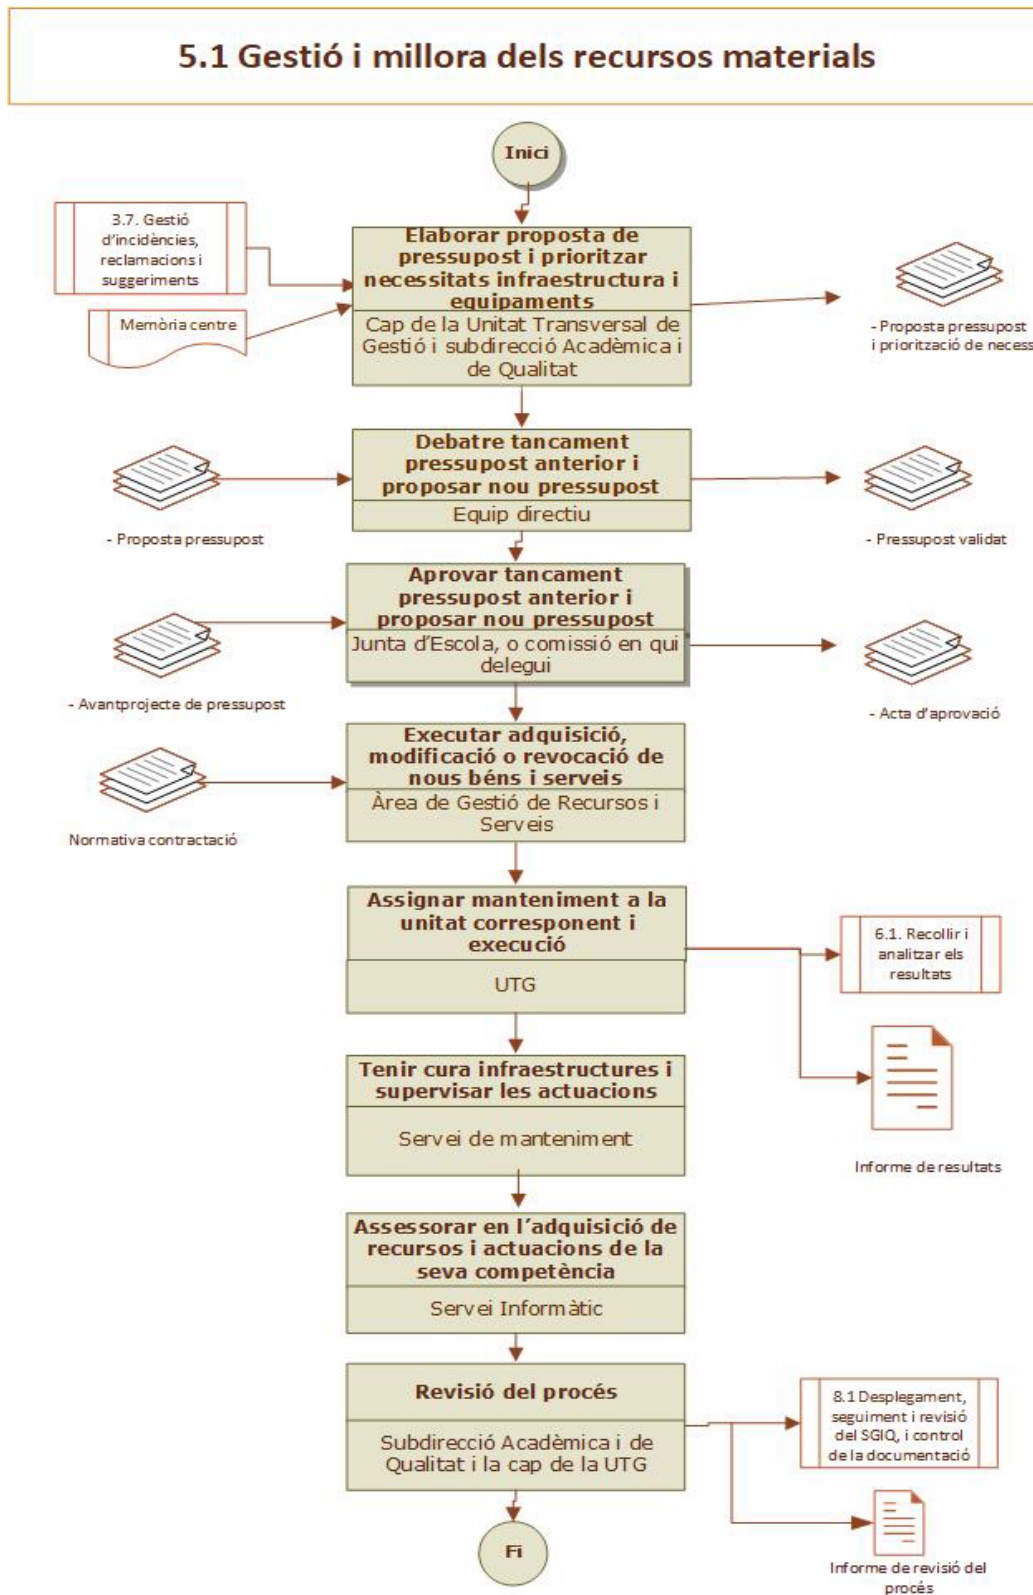 5.1 Gestió i millora dels recursos materials
Inici
3.7. Gestió
d'incidències,
reclamacions i
suggeriments
Memòria centre
Elaborar proposta de
pressupost i prioritzar
necessitats infraestructura i
equipaments
Cap de la Unitat Transversal de
Gestió i subdirecció Acadèmica i
de Qualitat
- Proposta pressupost
i priorització de necess
Debatre tancament
pressupost anterior i
proposar nou pressupost
Equip directiu
- Proposta pressupost
- Pressupost validat
Aprovar tancament
pressupost anterior i
proposar nou pressupost
Junta d'Escola, o comissió en qui
delegui
- Avantprojecte de pressupost
- Acta d'aprovació
Executar adquisició,
modificació o revocació de
nous béns i serveis
Àrea de Gestió de Recursos i
Serveis
Normativa contractació
Assignar manteniment a la
unitat corresponent i
execució
UTG
6.1. Recollir i
analitzar els
resultats
Informe de resultats
Tenir cura infraestructures i
supervisar les actuacions
Servei de manteniment
Assessorar en l'adquisició de
recursos i actuacions de la
seva competència
Servei Informàtic
Revisió del procés
Subdirecció Acadèmica i de
Qualitat i la cap de la UTG
8.1 Desplegament,
seguiment i revisió
del SGIQ, i control
de la documentació
Informe de revisió del
procés
Fi